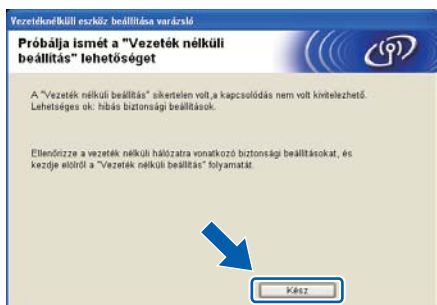 Vezetéknélküli eszköz beállítása varázsló
Próbálja ismét a "Vezeték nélküli
beállítás" lehetőséget
A "Vezeték nélküli beállítás" sikertelen volt,a kapcsolódás nem volt kivitelezhető.
Lehetséges ok: hibás biztonsági beállítások.
Ellenőrizze a vezeték nélküli hálózatra vonatkozó biztonsági beállításokat, és
kezdje elölről a "Vezeték nélküli beállítás" folyamatát.
Kész